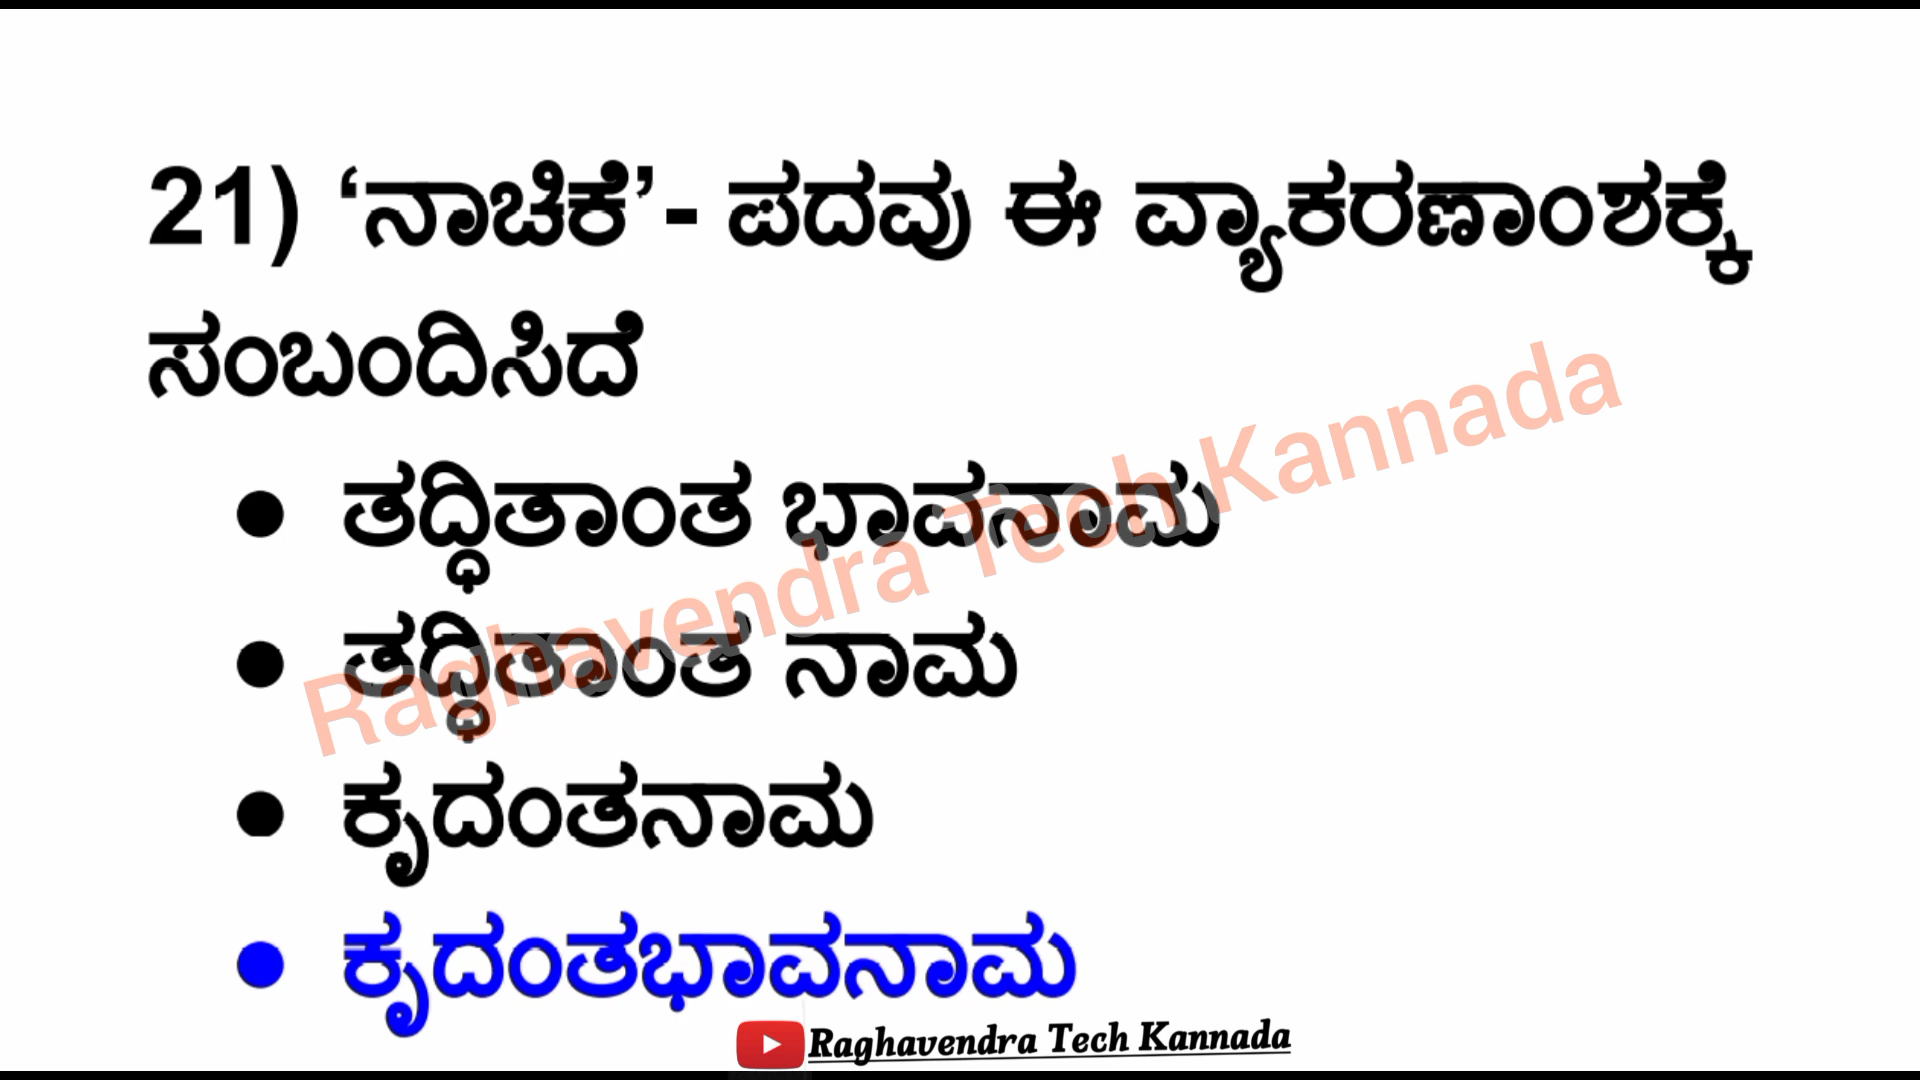 21) ‘ನಾಚಿಕೆ’- ಪದವು ಈ ವ್ಯಾಕರಣಾಂಶಕ್ಕೆ
ಸಂಬಂದಿಸಿದೆ
● ತದ್ಧಿತಾಂತ ಭಾವನಾಮ
● ತದ್ಧಿತಾಂತ ನಾಮ
● ಕೃದಂತನಾಮ
● ಕೃದಂತಭಾವನಾಮ
Raghavendra Tech Kannada
Raghavendra Tech Kannada